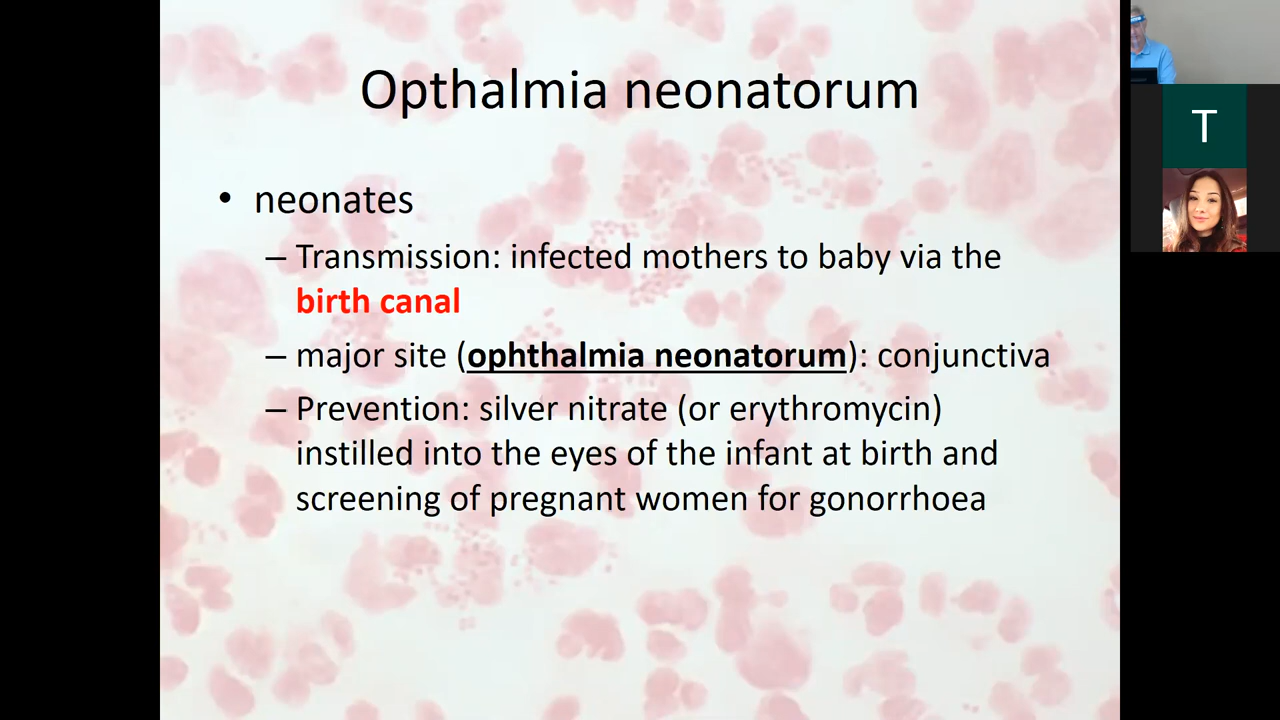 Opthalmia neonatorum
• neonates
– Transmission: infected mothers to baby via the
birth canal
– major site (ophthalmia neonatorum): conjunctiva
– Prevention: silver nitrate (or erythromycin)
instilled into the eyes of the infant at birth and
screening of pregnant women for gonorrhoea
T